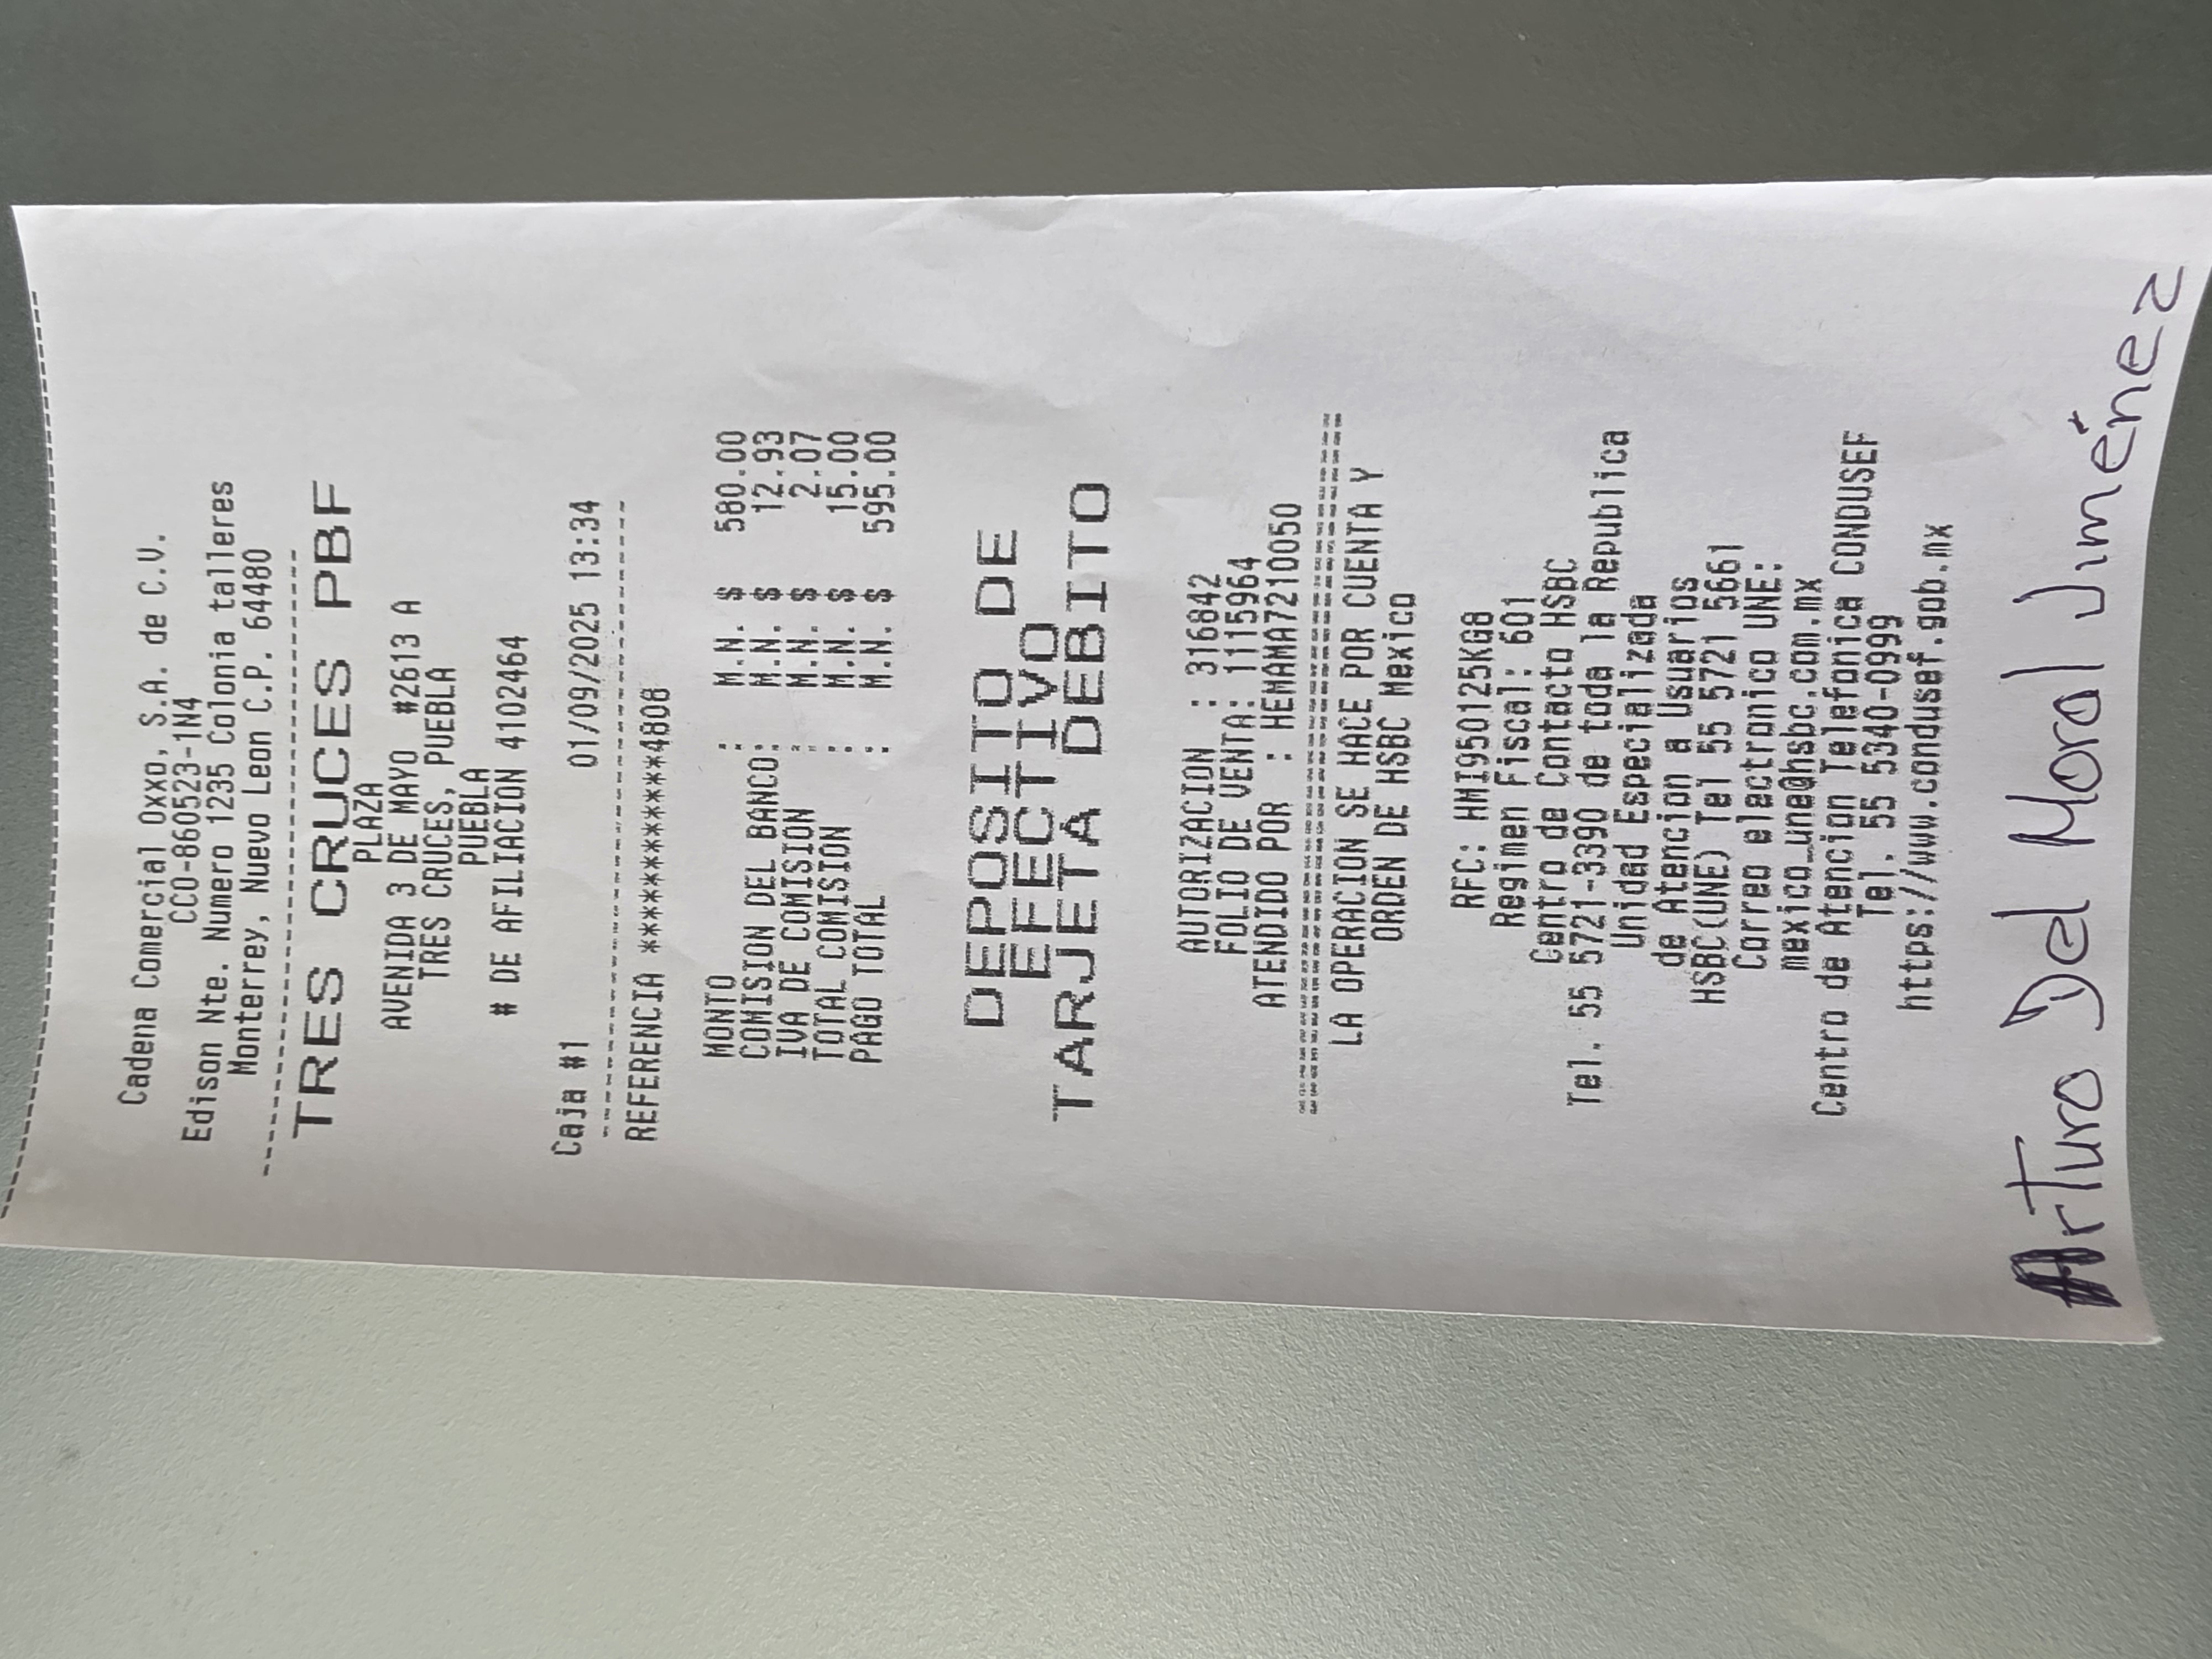 Cadena Comercial Oxxo, S.A. de C.V.
CCO-860523-1N4
Edison Nte. Numero 1235 Colonia talleres
Monterrey, Nuevo Leon C.P. 64480
TRES CRUCES PBF
PLAZA
AVENIDA 3 DE MAYO #2613 A
TRES CRUCES, PUEBLA
PUEBLA
# DE AFILIACION 4102464
Caja #1 01/09/2025 13:34
REFERENCIA ************4808
MONTO : M.N. $ 580.00
COMISION DEL BANCO: M.N. $ 12.93
IVA DE COMISION : M.N. $ 2.07
TOTAL COMISION : M.N. $ 15.00
PAGO TOTAL : M.N. $ 595.00
DEPOSITO DE
EFECTIVO
TARJETA DEBITO
AUTORIZACION : 316842
FOLIO DE VENTA: 1115964
ATENDIDO POR : HEMAMA7210050
LA OPERACION SE HACE POR CUENTA Y
ORDEN DE HSBC Mexico
RFC: HMI950125KG8
Regimen Fiscal: 601
Centro de Contacto HSBC
Tel. 55 5721-3390 de toda la Republica
Unidad Especializada
de Atencion a Usuarios
HSBC(UNE) Tel 55 5721 5661
Correo electronico UNE:
mexico_une@hsbc.com.mx
Centro de Atencion Telefonica CONDUSEF
Tel. 55 5340-0999
https://www.condusef.gob.mx
Arturo Del Moral Jiménez